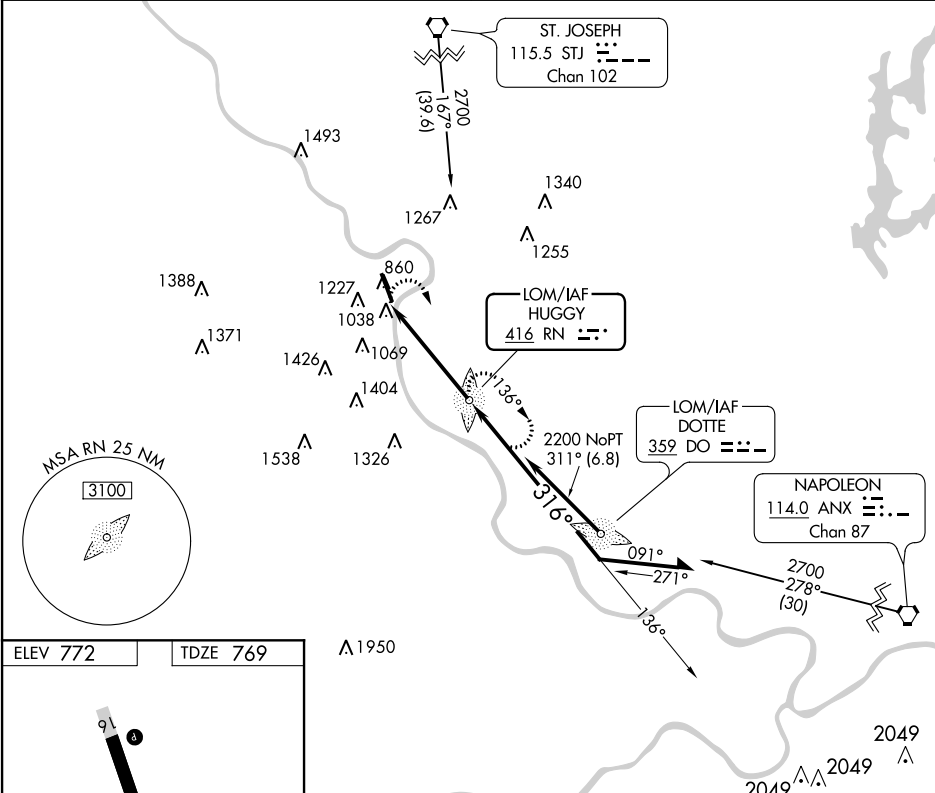 ST. JOSEPH
115.5 STJ
Chan 102
2700
167°
(39.6)
1493
1340
1267
1255
860
1388
1227
1038
LOM/IAF
HUGGY
416 RN
1371
1069
1426
1404
136°
LOM/IAF
DOTTE
359 DO
2200 NoPT
311° (6.8)
1538
1326
MSA RN 25 NM
3100
316°
NAPOLEON
114.0 ANX
Chan 87
091°
271°
2700
278°
(30)
136°
ELEV 772
TDZE 769
1950
16
P
2049
2049
2049